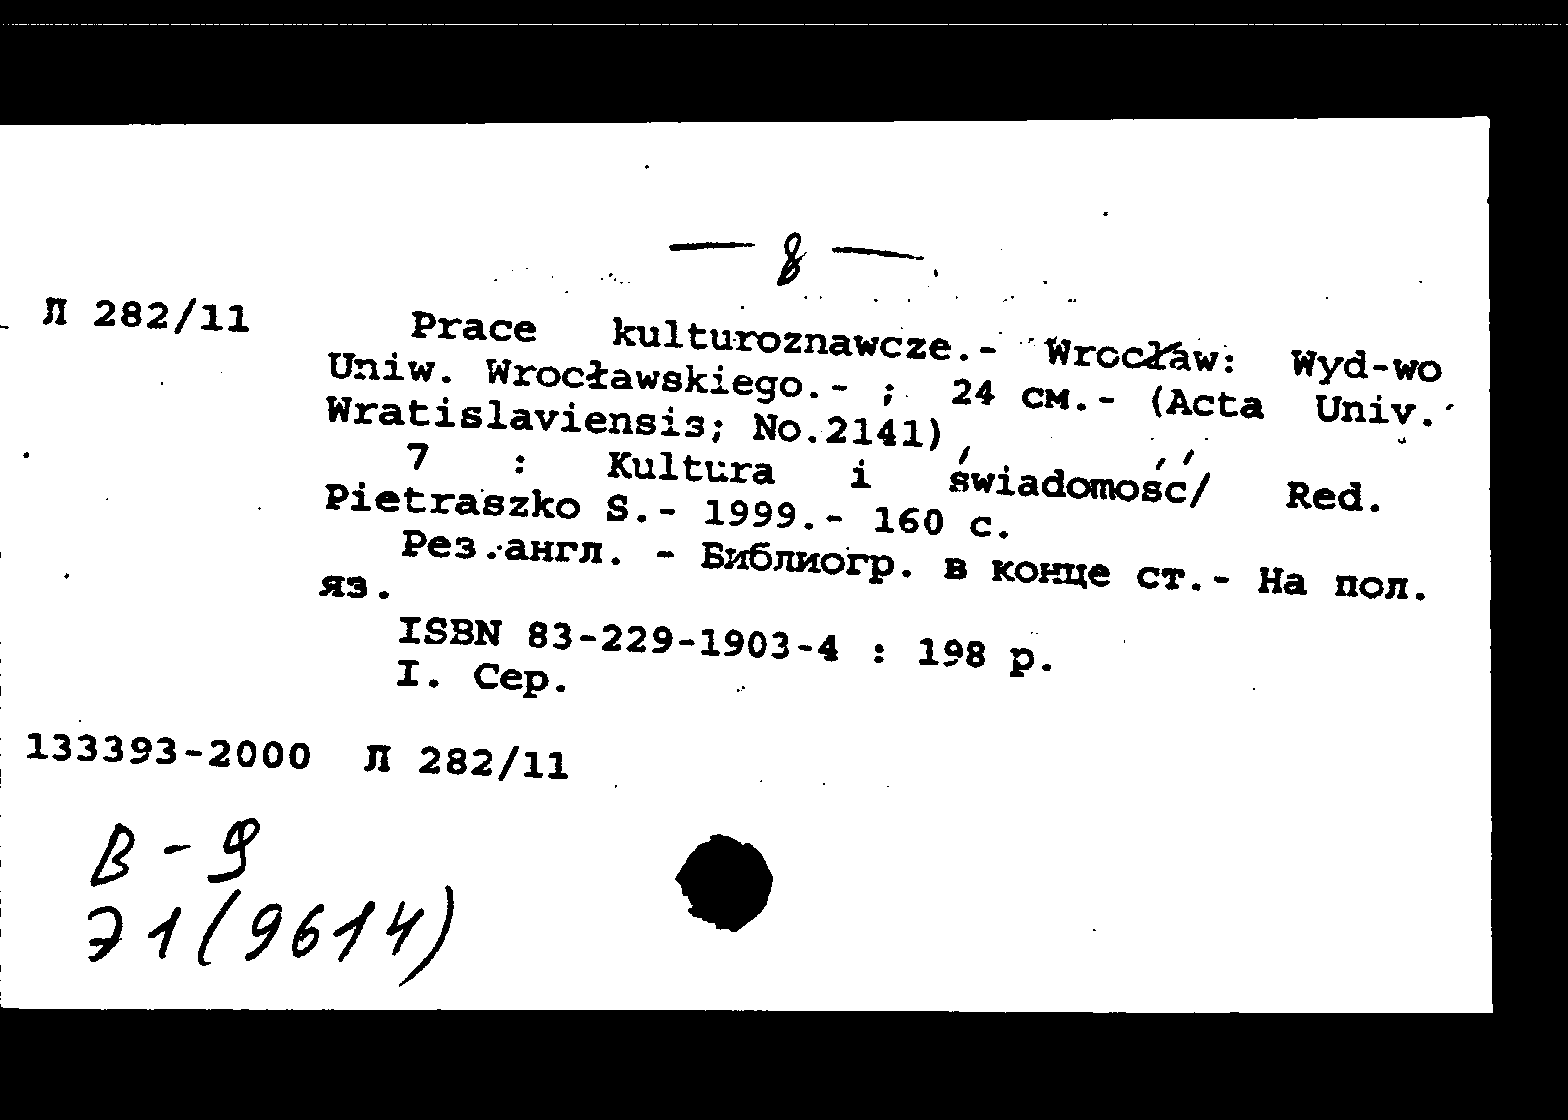 — 8 —
Л 282/11 Prace kulturoznawcze.- Wrocław: Wyd-wo
Uniw. Wrocławskiego.- ; 24 см.- (Acta Univ.
Wratislaviensis; No.2141)
7 : Kultura i świadomość/ Red.
Pietraszko S.- 1999.- 160 с.
Рез.англ. - Библиогр. в конце ст.- На пол.
яз.
ISBN 83-229-1903-4 : 198 р.
I. Сер.
133393-2000 Л 282/11
В - 9
Э1(9614)